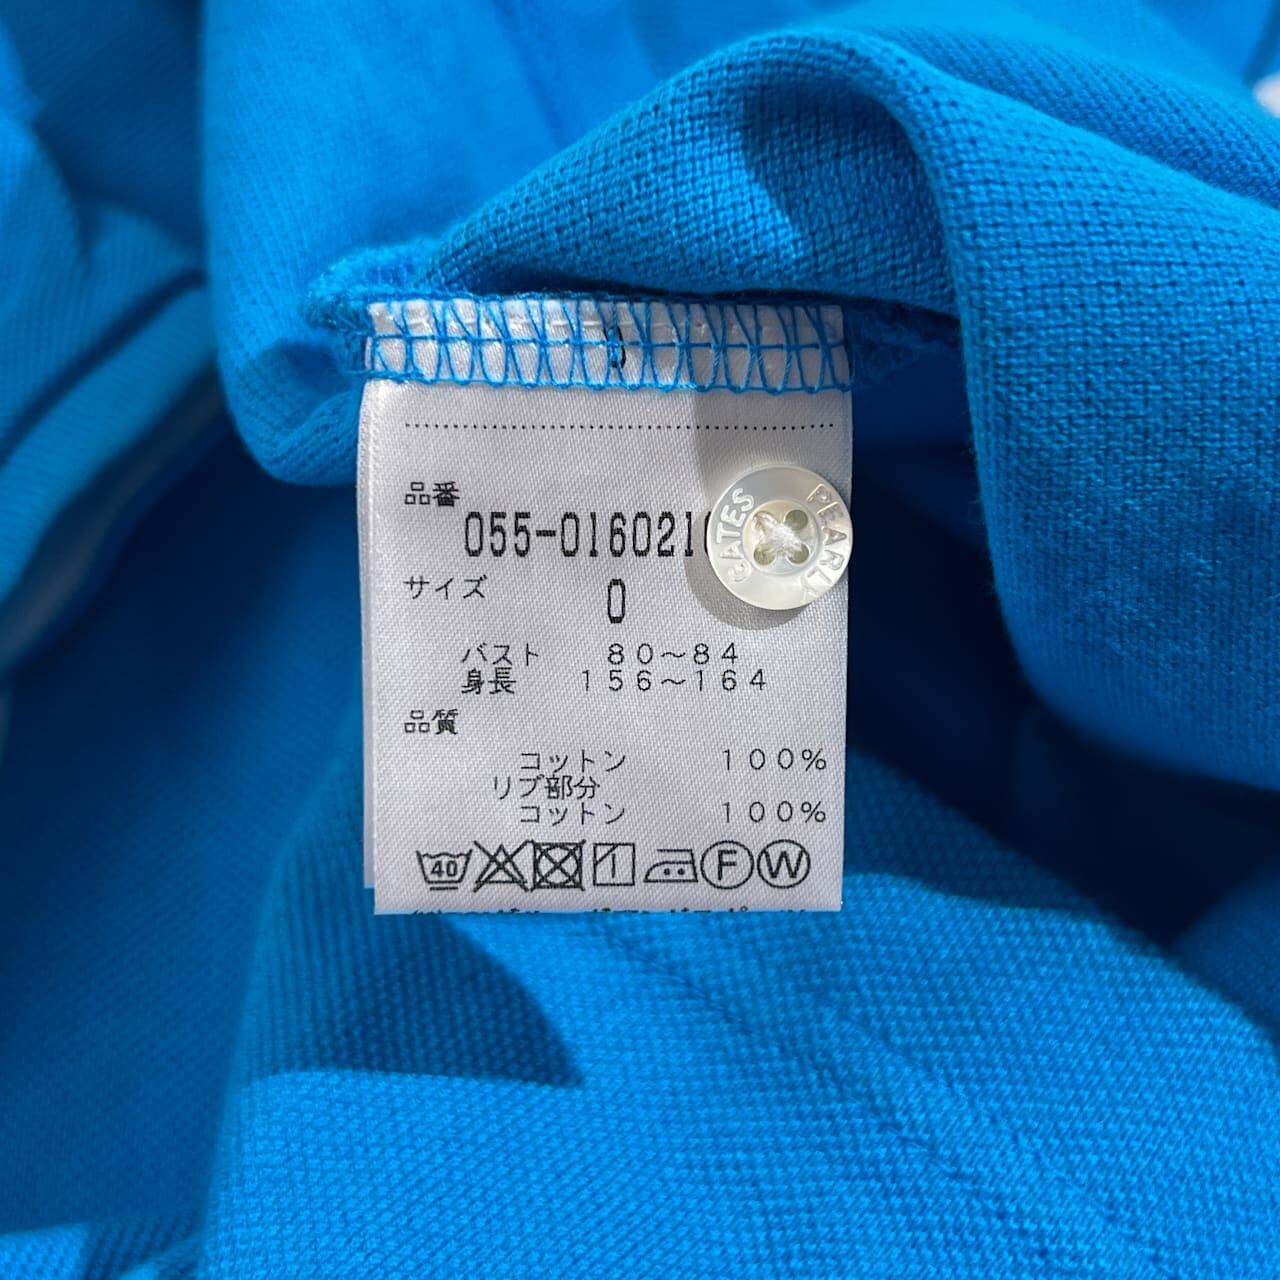 品番
055-016021
サイズ
0
バスト 80～84
身長 156～164
品質
コットン 100%
リブ部分
コットン 100%
40
F W
PEARLY GATES